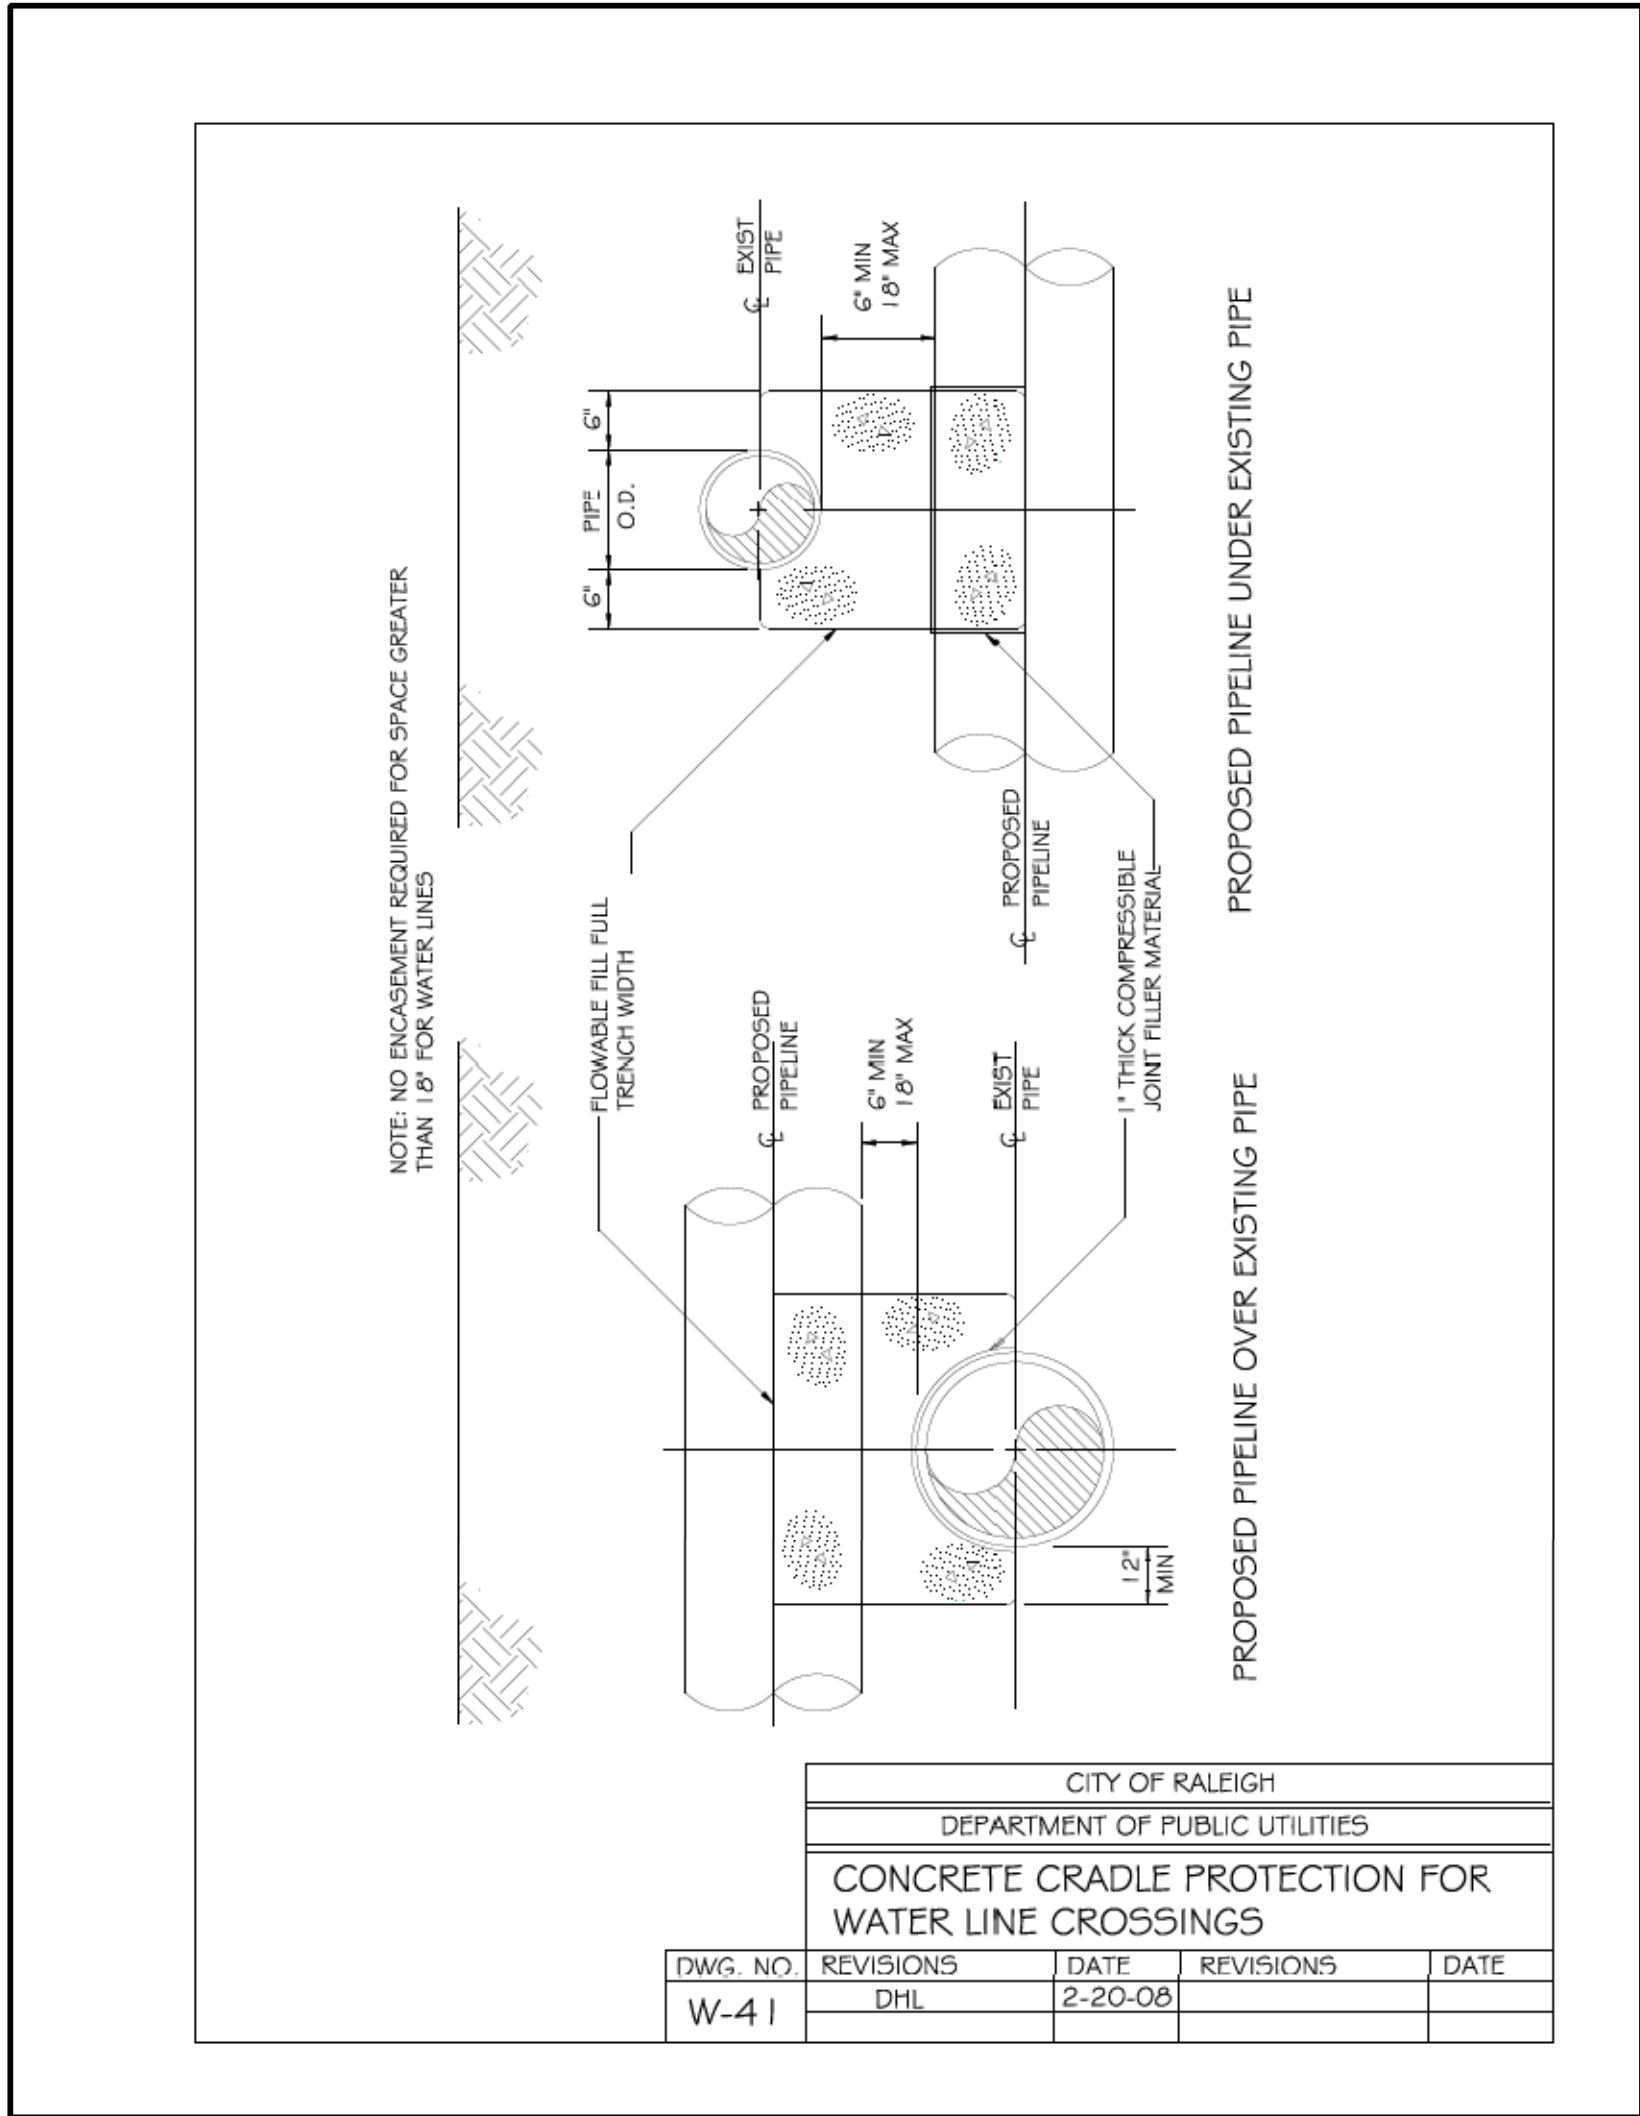 NOTE: NO ENCASEMENT REQUIRED FOR SPACE GREATER
THAN 18" FOR WATER LINES
FLOWABLE FILL FULL
TRENCH WIDTH
PROPOSED
PIPELINE
6" MIN
18" MAX
EXIST
PIPE
1" THICK COMPRESSIBLE
JOINT FILLER MATERIAL
12"
MIN
PROPOSED PIPELINE OVER EXISTING PIPE
6"
PIPE
O.D.
6"
EXIST
PIPE
6" MIN
18" MAX
PROPOSED
PIPELINE
PROPOSED PIPELINE UNDER EXISTING PIPE
CITY OF RALEIGH
DEPARTMENT OF PUBLIC UTILITIES
CONCRETE CRADLE PROTECTION FOR
WATER LINE CROSSINGS
DWG. NO. REVISIONS DATE REVISIONS DATE
W-41 DHL 2-20-08